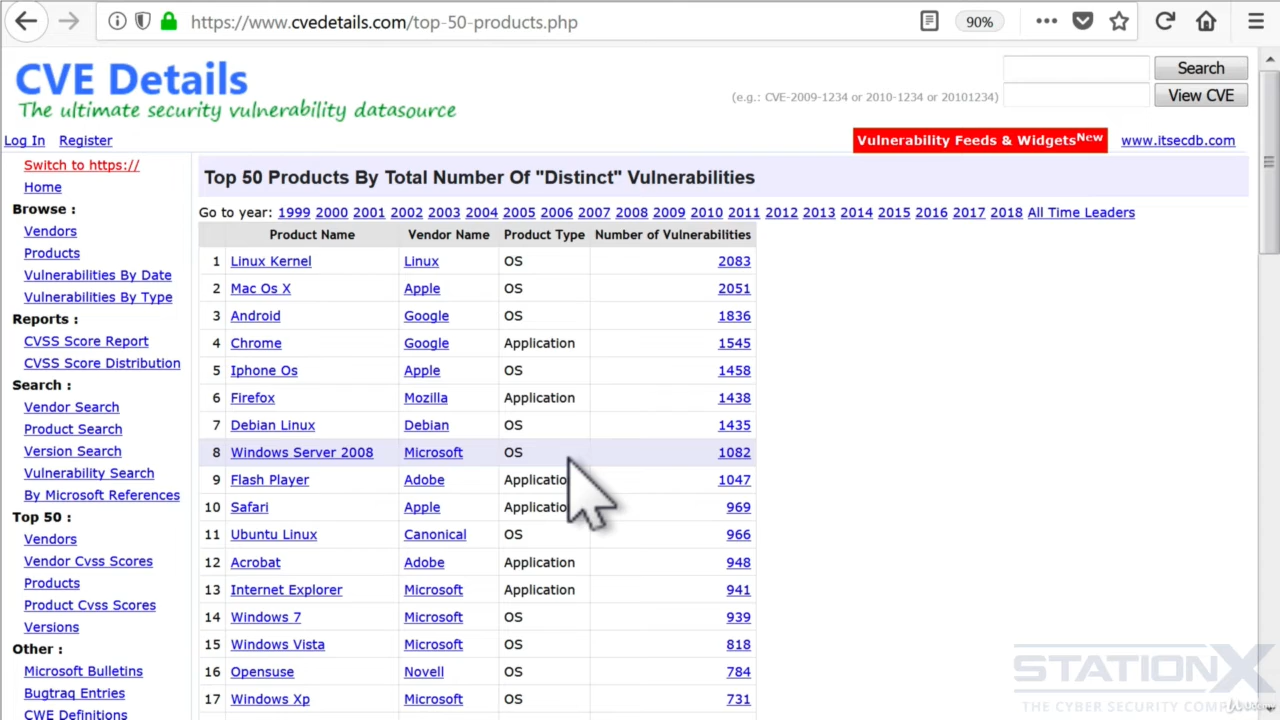 https://www.cvedetails.com/top-50-products.php
90%
CVE Details
The ultimate security vulnerability datasource
Search
(e.g.: CVE-2009-1234 or 2010-1234 or 20101234)
View CVE
Log In Register
Vulnerability Feeds & WidgetsNew www.itsecdb.com
Switch to https://
Home
Browse :
Vendors
Products
Vulnerabilities By Date
Vulnerabilities By Type
Reports :
CVSS Score Report
CVSS Score Distribution
Search :
Vendor Search
Product Search
Version Search
Vulnerability Search
By Microsoft References
Top 50 :
Vendors
Vendor Cvss Scores
Products
Product Cvss Scores
Versions
Other :
Microsoft Bulletins
Bugtraq Entries
CWE Definitions
Top 50 Products By Total Number Of "Distinct" Vulnerabilities
Go to year: 1999 2000 2001 2002 2003 2004 2005 2006 2007 2008 2009 2010 2011 2012 2013 2014 2015 2016 2017 2018 All Time Leaders
Product Name Vendor Name Product Type Number of Vulnerabilities
1 Linux Kernel Linux OS 2083
2 Mac Os X Apple OS 2051
3 Android Google OS 1836
4 Chrome Google Application 1545
5 Iphone Os Apple OS 1458
6 Firefox Mozilla Application 1438
7 Debian Linux Debian OS 1435
8 Windows Server 2008 Microsoft OS 1082
9 Flash Player Adobe Applicatio 1047
10 Safari Apple Applicatio 969
11 Ubuntu Linux Canonical OS 966
12 Acrobat Adobe Application 948
13 Internet Explorer Microsoft Application 941
14 Windows 7 Microsoft OS 939
15 Windows Vista Microsoft OS 818
16 Opensuse Novell OS 784
17 Windows Xp Microsoft OS 731
STATIONX
THE CYBER SECURITY